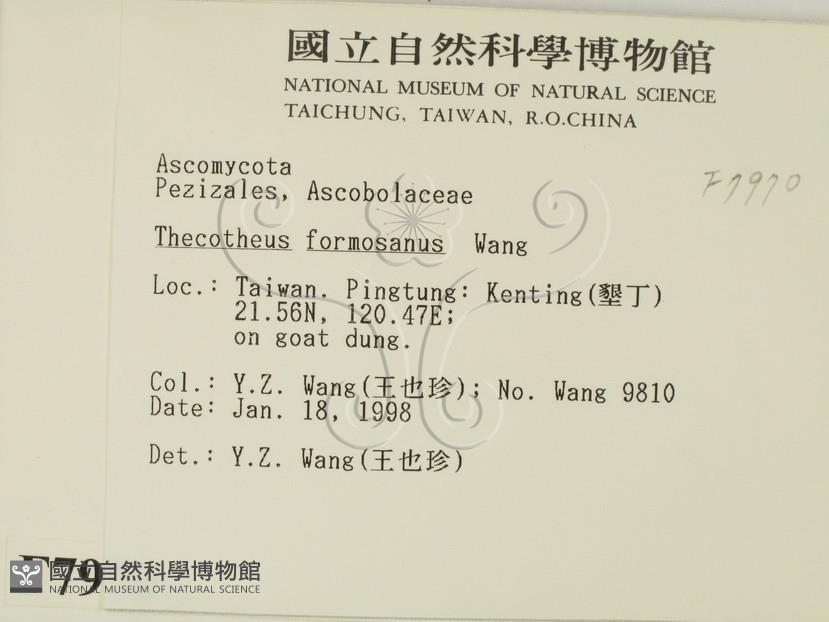 國立自然科學博物館
NATIONAL MUSEUM OF NATURAL SCIENCE
TAICHUNG, TAIWAN, R.O.CHINA
F7970
Ascomycota
Pezizales, Ascobolaceae
Thecotheus formosanus Wang
Loc.: Taiwan. Pingtung: Kenting(墾丁)
21.56N, 120.47E;
on goat dung.
Col.: Y.Z. Wang(王也珍); No. Wang 9810
Date: Jan. 18, 1998
Det.: Y.Z. Wang(王也珍)
F79
國立自然科學博物館
NATIONAL MUSEUM OF NATURAL SCIENCE